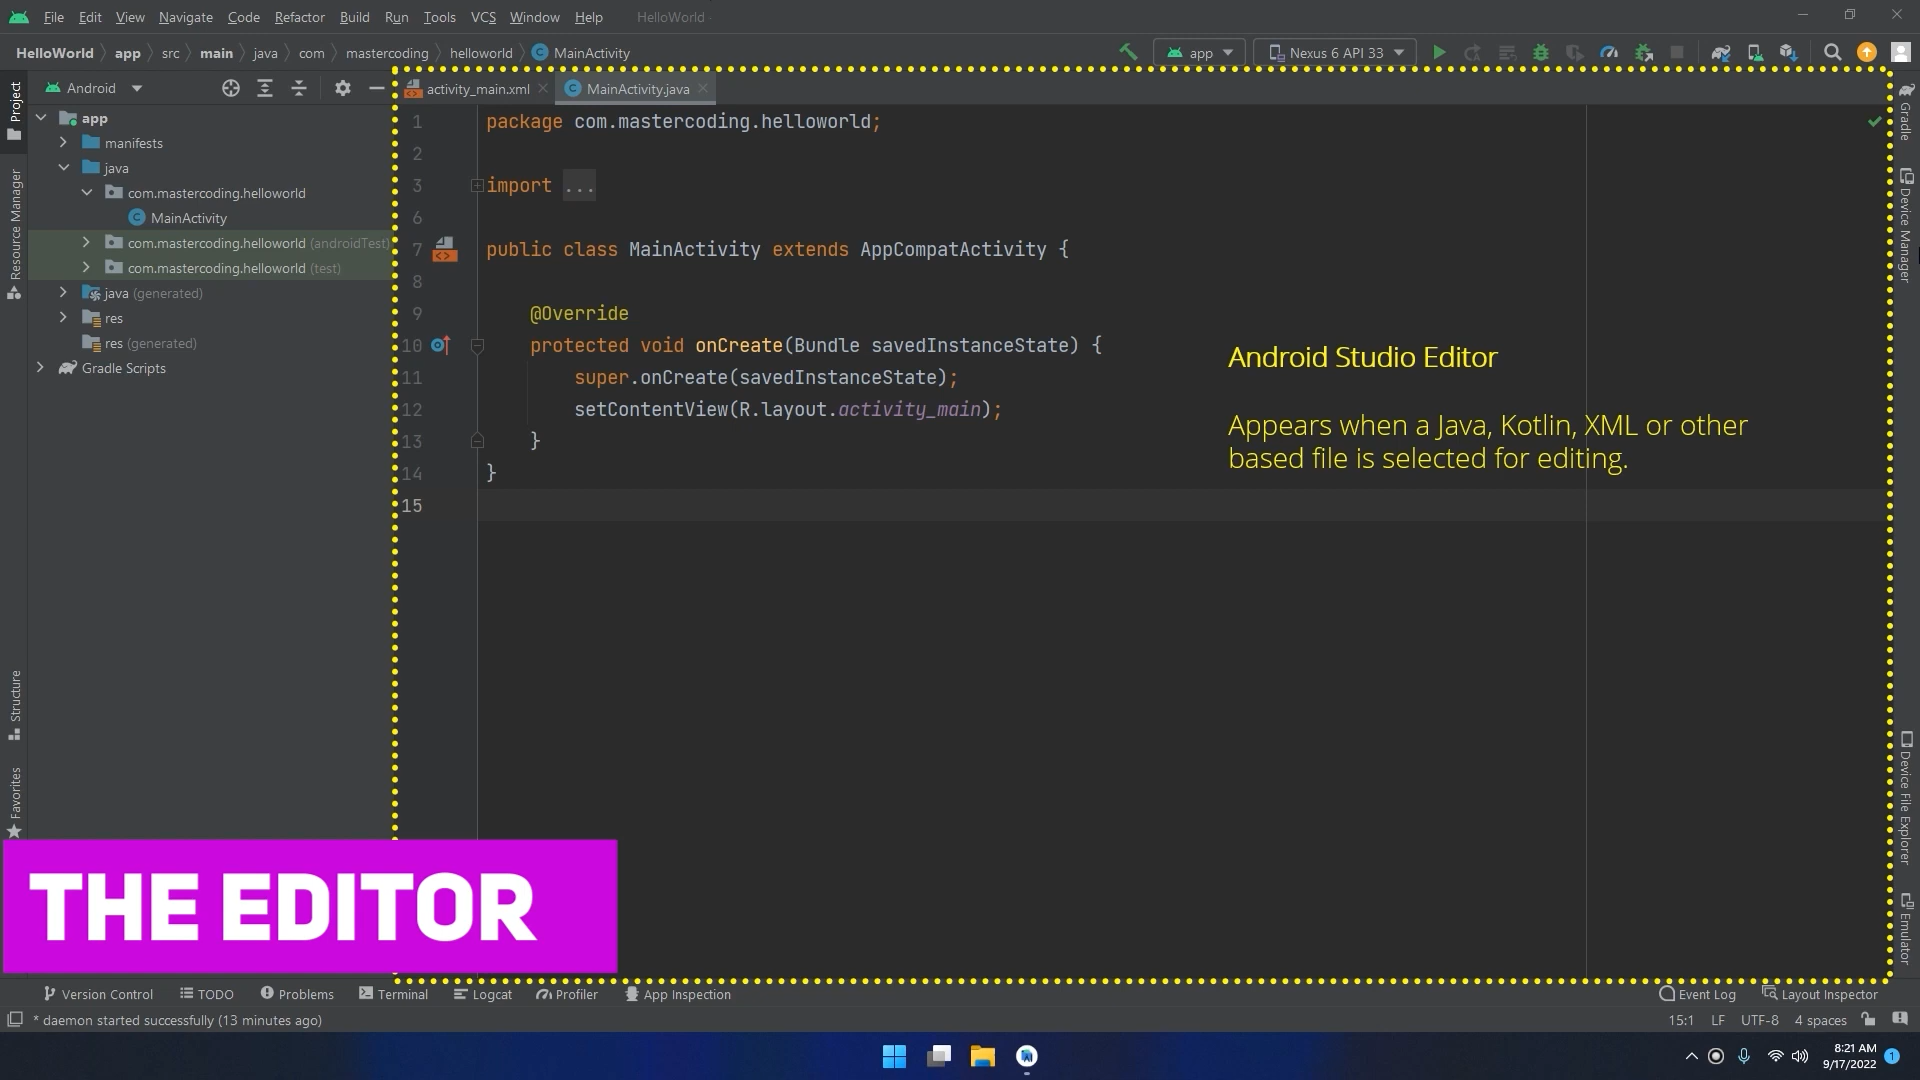 File Edit View Navigate Code Refactor Build Run Tools VCS Window Help HelloWorld
HelloWorld app src main java com mastercoding helloworld MainActivity app Nexus 6 API 33
Android
activity_main.xml MainActivity.java
Project
Resource Manager
Structure
Favorites
app
manifests
java
com.mastercoding.helloworld
MainActivity
com.mastercoding.helloworld (androidTest)
com.mastercoding.helloworld (test)
java (generated)
res
res (generated)
Gradle Scripts
1 package com.mastercoding.helloworld;
2
3 import ...
6
7 public class MainActivity extends AppCompatActivity {
8
9 @Override
10 protected void onCreate(Bundle savedInstanceState) {
11 super.onCreate(savedInstanceState);
12 setContentView(R.layout.activity_main);
13 }
14 }
15
Android Studio Editor
Appears when a Java, Kotlin, XML or other
based file is selected for editing.
Gradle
Device Manager
Device File Explorer
Emulator
THE EDITOR
Version Control TODO Problems Terminal Logcat Profiler App Inspection Event Log Layout Inspector
* daemon started successfully (13 minutes ago) 15:1 LF UTF-8 4 spaces
8:21 AM
9/17/2022
1